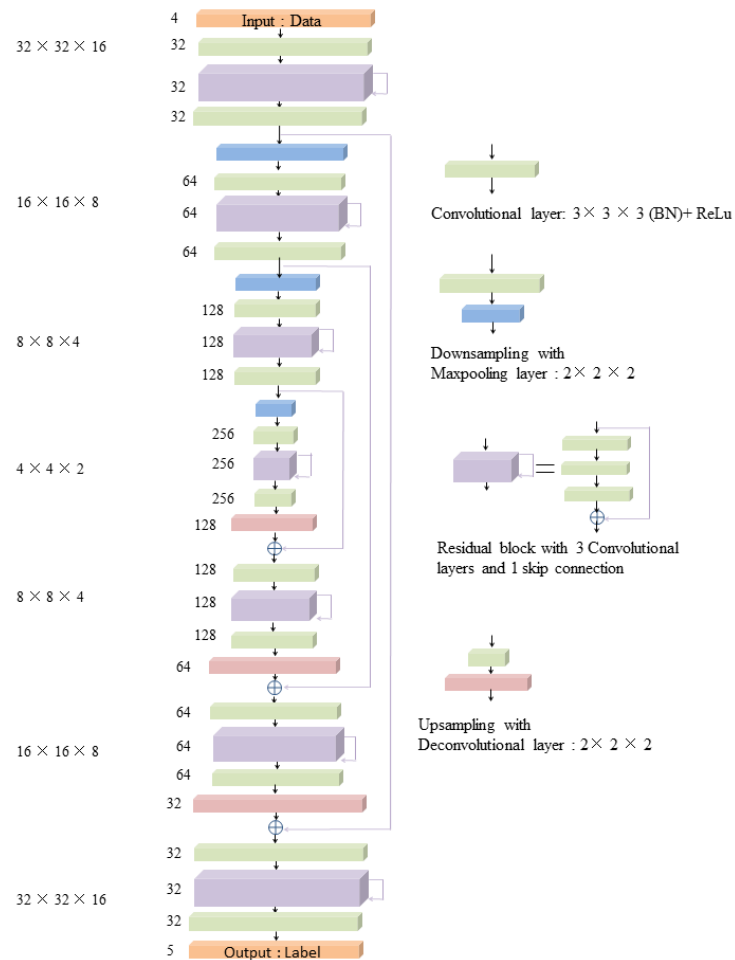 4
Input : Data
32 × 32 × 16
32
32
32
64
16 × 16 × 8
64
64
128
8 × 8 ×4
128
128
256
4 × 4 × 2
256
256
128
128
8 × 8 × 4
128
128
64
64
16 × 16 × 8
64
64
32
32
32 × 32 × 16
32
32
5
Output : Label
Convolutional layer: 3× 3 × 3 (BN)+ ReLu
Downsampling with
Maxpooling layer : 2× 2 × 2
Residual block with 3 Convolutional
layers and 1 skip connection
Upsampling with
Deconvolutional layer : 2× 2 × 2